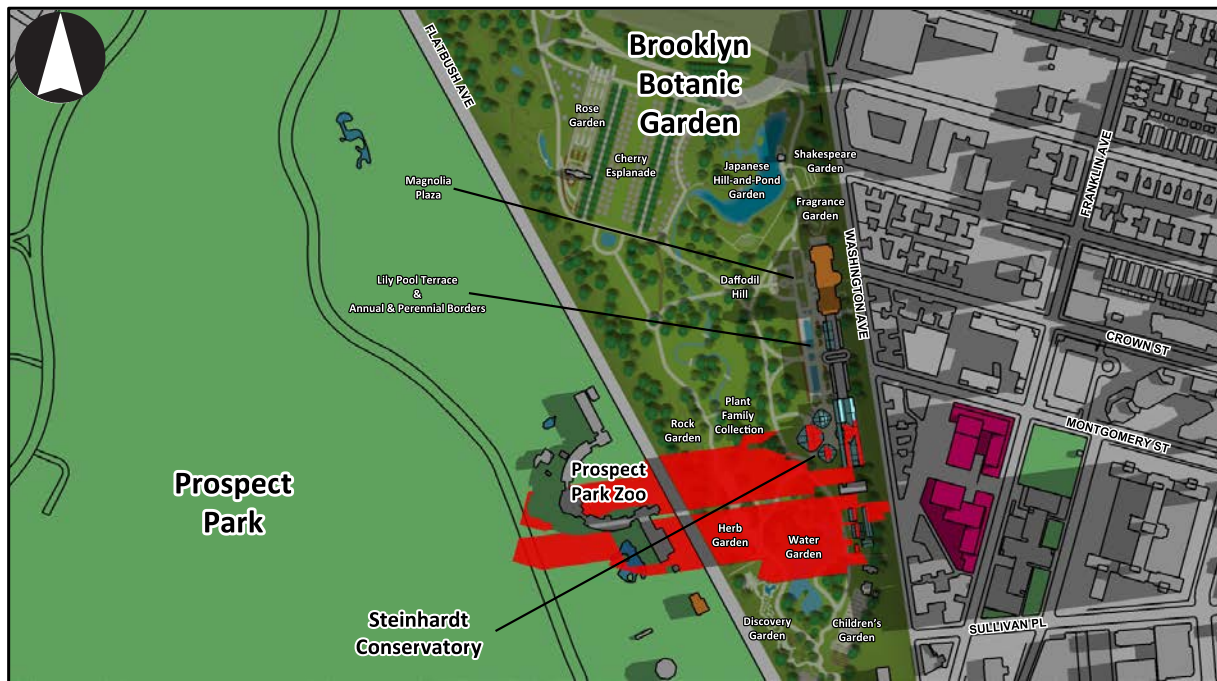 FLATBUSH AVE
Brooklyn
Botanic
Garden
Rose
Garden
Cherry
Esplanade
Japanese
Hill-and-Pond
Garden
Shakespeare
Garden
Fragrance
Garden
FRANKLIN AVE
Magnolia
Plaza
WASHINGTON AVE
Lily Pool Terrace
&
Annual & Perennial Borders
Daffodil
Hill
CROWN ST
Plant
Family
Collection
Rock
Garden
MONTGOMERY ST
Prospect
Park
Prospect
Park Zoo
Herb
Garden
Water
Garden
Steinhardt
Conservatory
Discovery
Garden
Children's
Garden
SULLIVAN PL